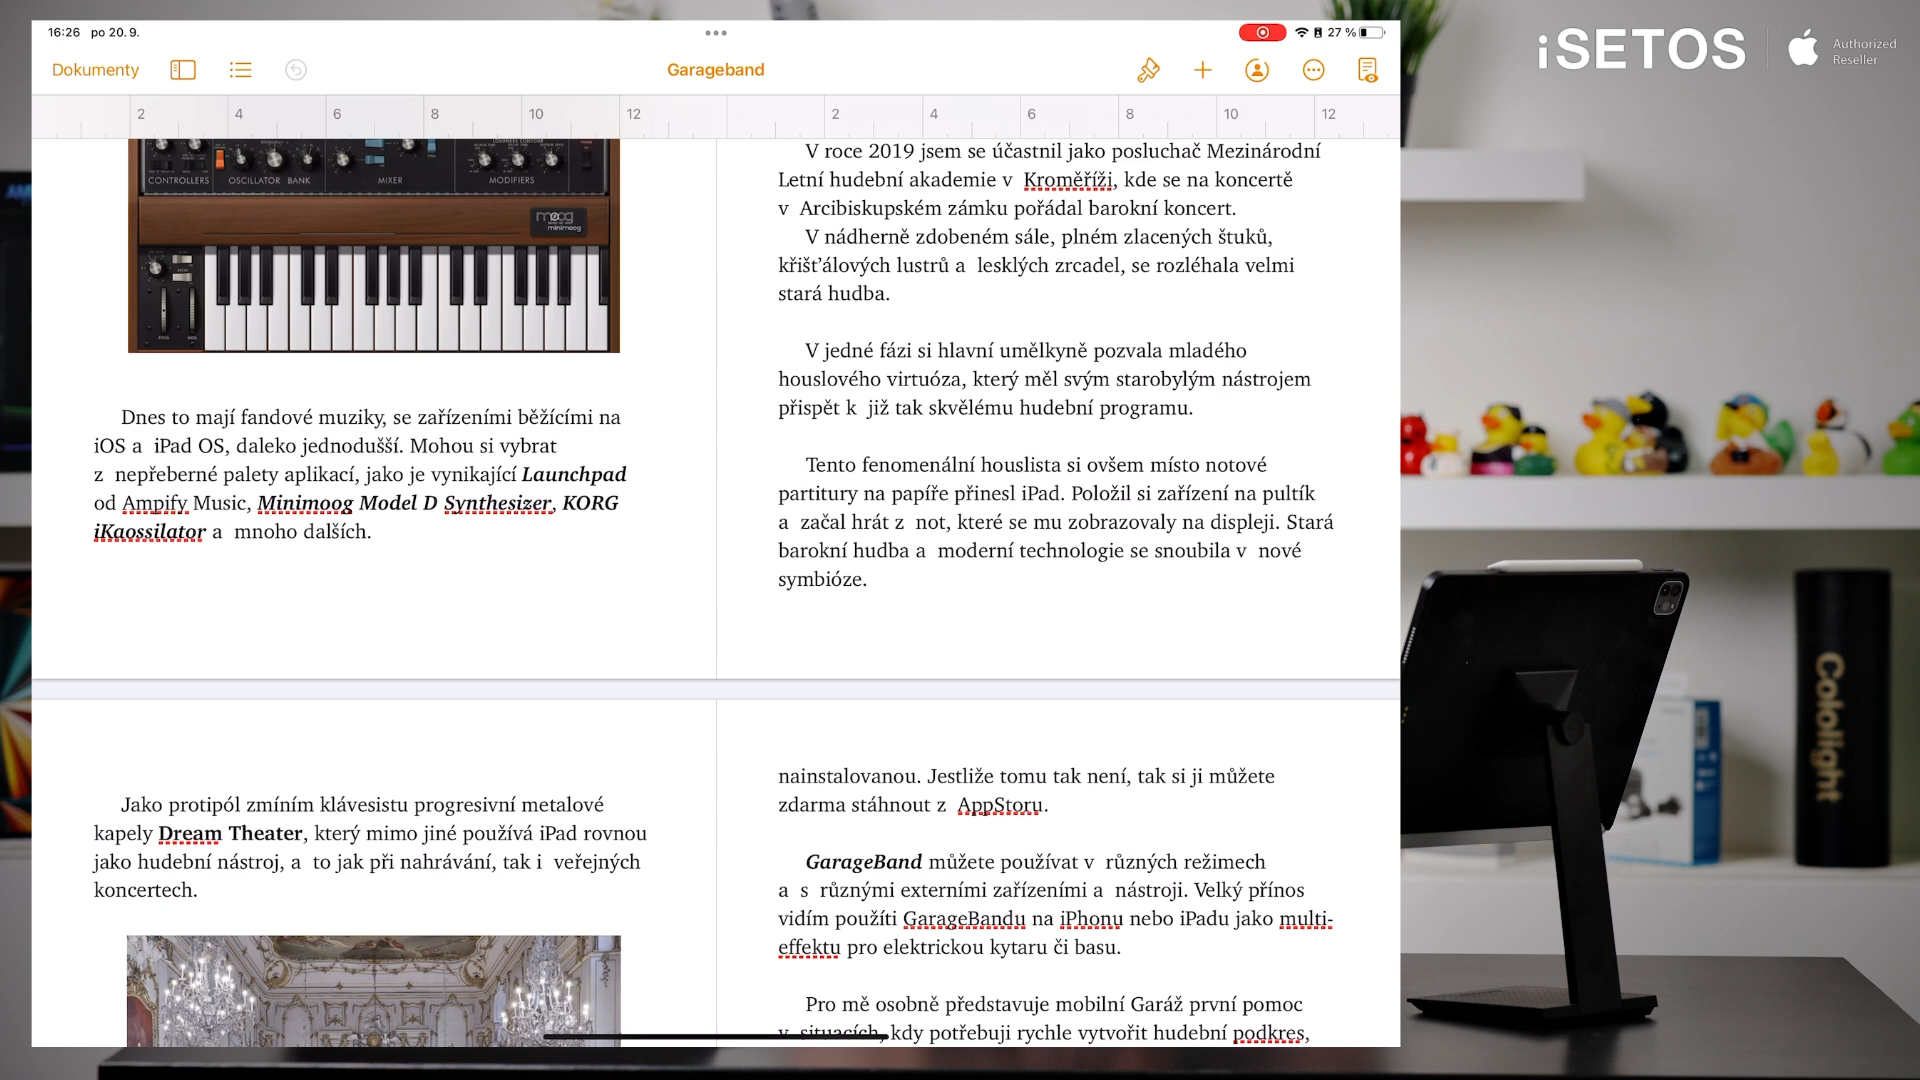 16:26 po 20. 9.
27 %
Dokumenty
Garageband
2 4 6 8 10 12 2 4 6 8 10 12
CONTROLLERS OSCILLATOR BANK MIXER MODIFIERS
moog
minimoog
Dnes to mají fandové muziky, se zařízeními běžícími na
iOS a iPad OS, daleko jednodušší. Mohou si vybrat
z nepřeberné palety aplikací, jako je vynikající Launchpad
od Ampify Music, Minimoog Model D Synthesizer, KORG
iKaossilator a mnoho dalších.
V roce 2019 jsem se účastnil jako posluchač Mezinárodní
Letní hudební akademie v Kroměříži, kde se na koncertě
v Arcibiskupském zámku pořádal barokní koncert.
V nádherně zdobeném sále, plném zlacených štuků,
křišťálových lustrů a lesklých zrcadel, se rozléhala velmi
stará hudba.
V jedné fázi si hlavní umělkyně pozvala mladého
houslového virtuóza, který měl svým starobylým nástrojem
přispět k již tak skvělému hudební programu.
Tento fenomenální houslista si ovšem místo notové
partitury na papíře přinesl iPad. Položil si zařízení na pultík
a začal hrát z not, které se mu zobrazovaly na displeji. Stará
barokní hudba a moderní technologie se snoubila v nové
symbióze.
Jako protipól zmíním klávesistu progresivní metalové
kapely Dream Theater, který mimo jiné používá iPad rovnou
jako hudební nástroj, a to jak při nahrávání, tak i veřejných
koncertech.
nainstalovanou. Jestliže tomu tak není, tak si ji můžete
zdarma stáhnout z AppStoru.
GarageBand můžete používat v různých režimech
a s různými externími zařízeními a nástroji. Velký přínos
vidím použíti GarageBandu na iPhonu nebo iPadu jako multi-
effektu pro elektrickou kytaru či basu.
Pro mě osobně představuje mobilní Garáž první pomoc
v situacích, kdy potřebuji rychle vytvořit hudební podkres,
iSETOS
Authorized
Reseller
Cololight